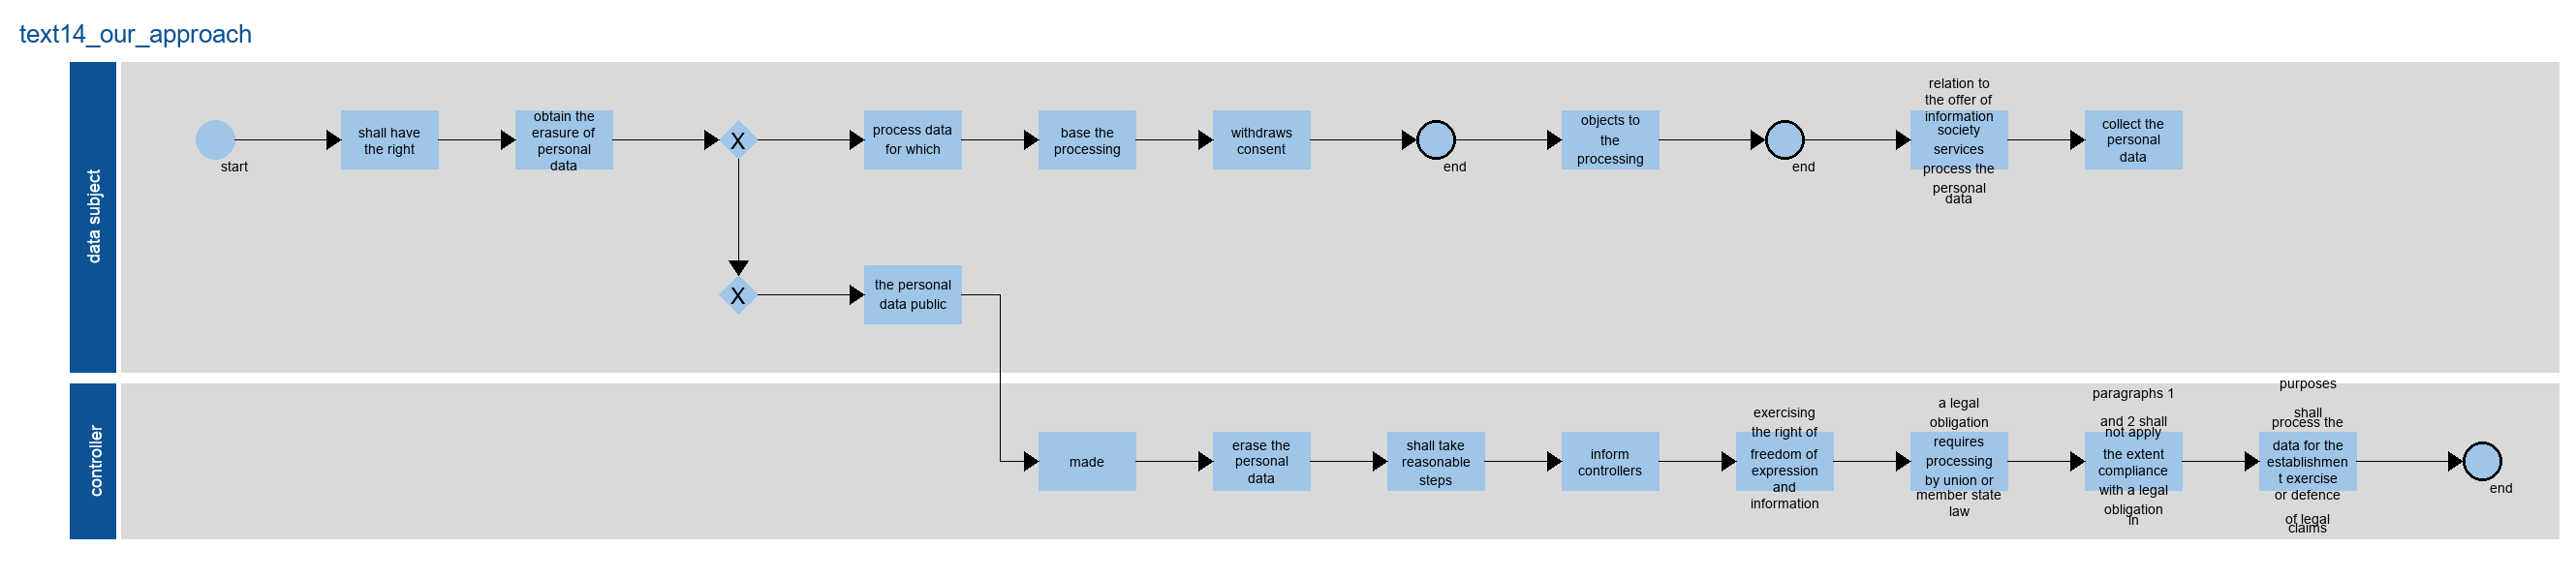 text14_our_approach
data subject
start
shall have
the right
obtain the
erasure of
personal
data
X
process data
for which
base the
processing
withdraws
consent
end
objects to
the
processing
end
relation to
the offer of
information
society
services
process the
personal
data
collect the
personal
data
X
the personal
data public
controller
made
erase the
personal
data
shall take
reasonable
steps
inform
controllers
exercising
the right of
freedom of
expression
and
information
a legal
obligation
requires
processing
by union or
member state
law
paragraphs 1
and 2 shall
not apply
the extent
compliance
with a legal
obligation
in
purposes
shall
process the
data for the
establishmen
t exercise
or defence
of legal
claims
end